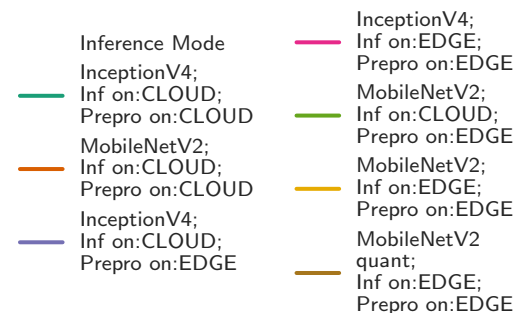 Inference Mode
InceptionV4;
Inf on:CLOUD;
Prepro on:CLOUD
MobileNetV2;
Inf on:CLOUD;
Prepro on:CLOUD
InceptionV4;
Inf on:CLOUD;
Prepro on:EDGE
InceptionV4;
Inf on:EDGE;
Prepro on:EDGE
MobileNetV2;
Inf on:CLOUD;
Prepro on:EDGE
MobileNetV2;
Inf on:EDGE;
Prepro on:EDGE
MobileNetV2
quant;
Inf on:EDGE;
Prepro on:EDGE